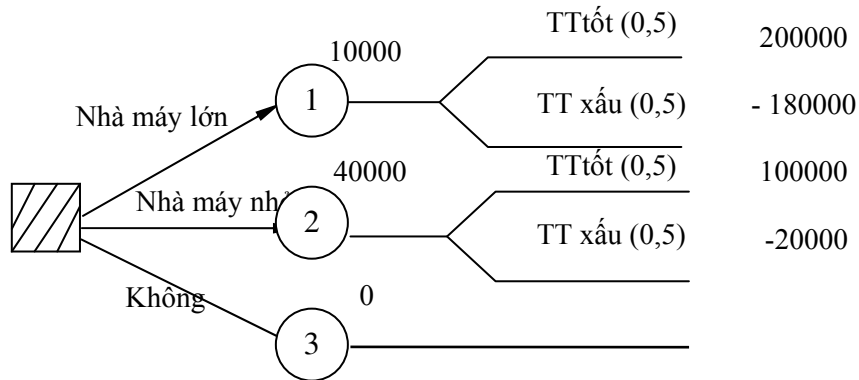 TTtốt (0,5)
10000
200000
1
TT xấu (0,5)
- 180000
Nhà máy lớn
40000
TTtốt (0,5)
100000
Nhà máy nhỏ
2
TT xấu (0,5)
-20000
Không
0
3